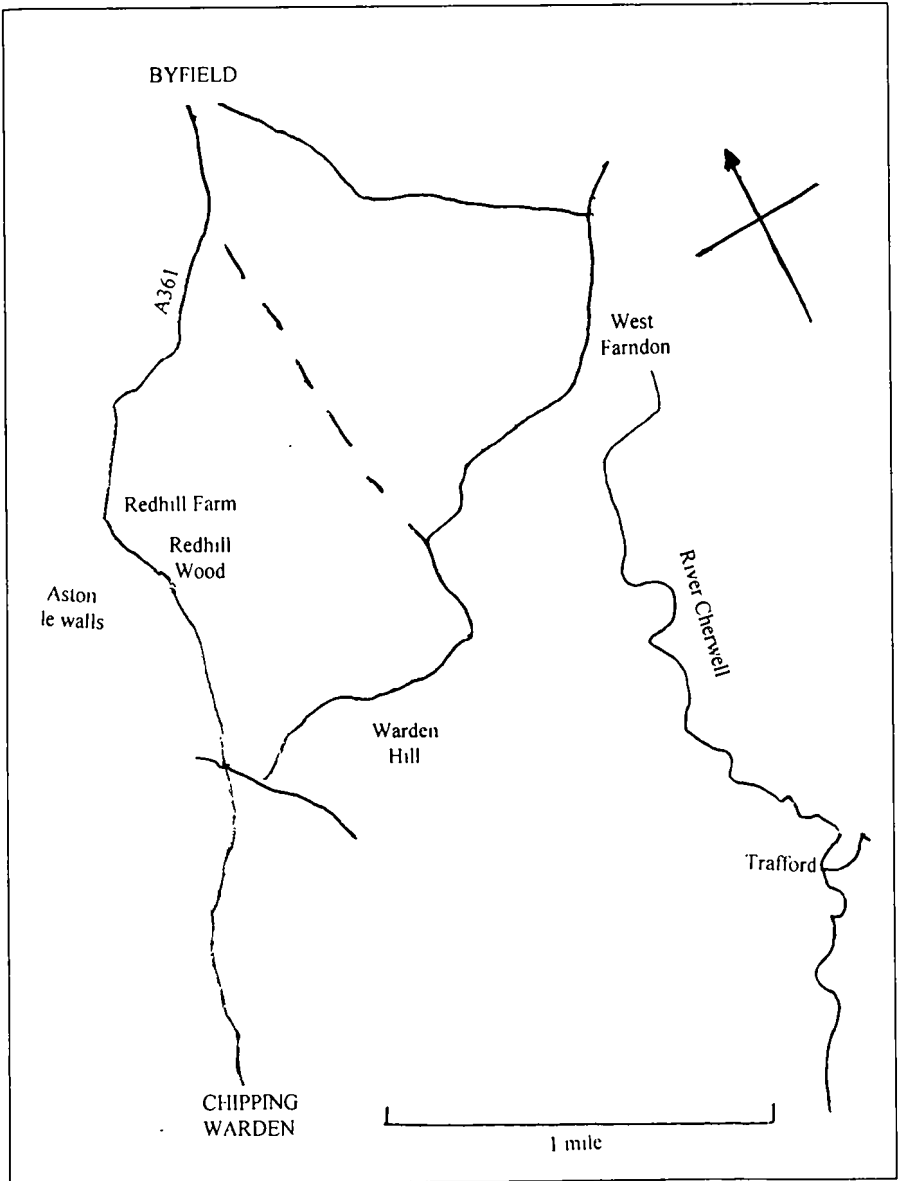 BYFIELD
A361
West
Farndon
Redhill Farm
Redhill
Wood
Aston
le walls
River Cherwell
Warden
Hill
Trafford
CHIPPING
WARDEN
1 mile